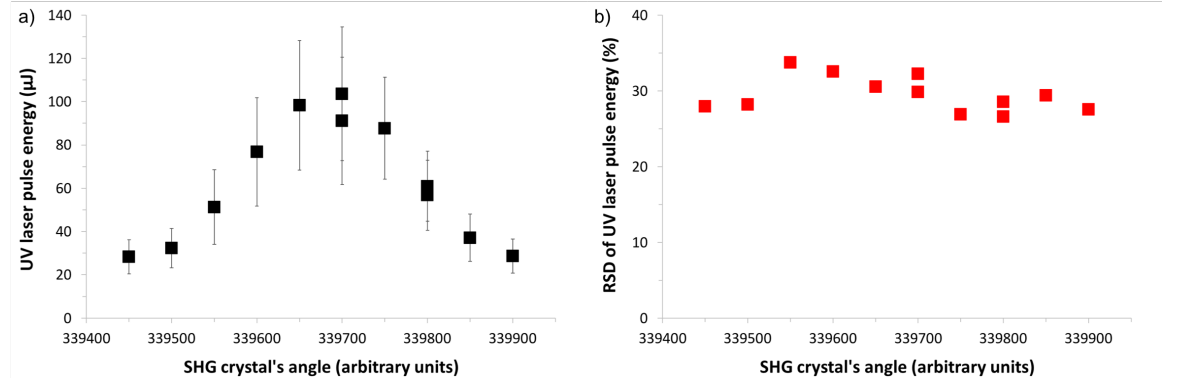 a)
UV laser pulse energy (µJ)
140
120
100
80
60
40
20
0
339400 339500 339600 339700 339800 339900
SHG crystal's angle (arbitrary units)
b)
RSD of UV laser pulse energy (%)
40
30
20
10
0
339400 339500 339600 339700 339800 339900
SHG crystal's angle (arbitrary units)